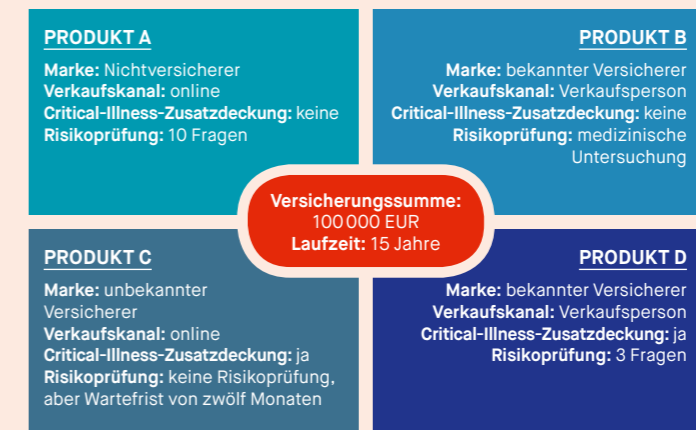 PRODUKT A
Marke: Nichtversicherer
Verkaufskanal: online
Critical-Illness-Zusatzdeckung: keine
Risikoprüfung: 10 Fragen
PRODUKT B
Marke: bekannter Versicherer
Verkaufskanal: Verkaufsperson
Critical-Illness-Zusatzdeckung: keine
Risikoprüfung: medizinische
Untersuchung
Versicherungssumme:
100 000 EUR
Laufzeit: 15 Jahre
PRODUKT C
Marke: unbekannter
Versicherer
Verkaufskanal: online
Critical-Illness-Zusatzdeckung: ja
Risikoprüfung: keine Risikoprüfung,
aber Wartefrist von zwölf Monaten
PRODUKT D
Marke: bekannter Versicherer
Verkaufskanal: Verkaufsperson
Critical-Illness-Zusatzdeckung: ja
Risikoprüfung: 3 Fragen